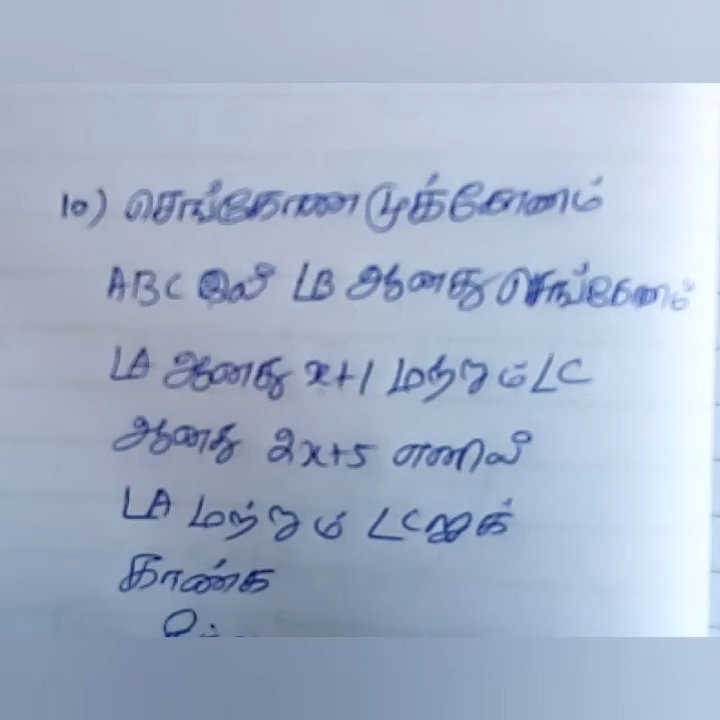 10) செங்கோண முக்கோணம்
ABC இல் ∠B ஆனது செங்கோணம்
∠A ஆனது x+1 மற்றும் ∠C
ஆனது 2x+5 எனில்
∠A மற்றும் ∠C ஐக்
காண்க